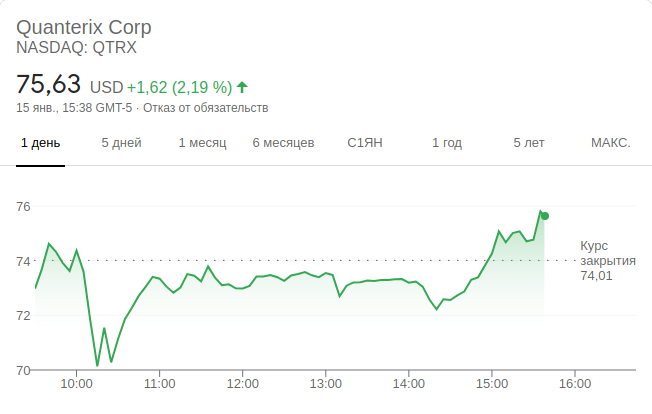 Quanterix Corp
NASDAQ: QTRX
75,63 USD +1,62 (2,19 %)
15 янв., 15:38 GMT-5 · Отказ от обязательств
1 день 5 дней 1 месяц 6 месяцев С1ЯН 1 год 5 лет МАКС.
76
74
72
70
Курс
закрытия
74,01
10:00 11:00 12:00 13:00 14:00 15:00 16:00